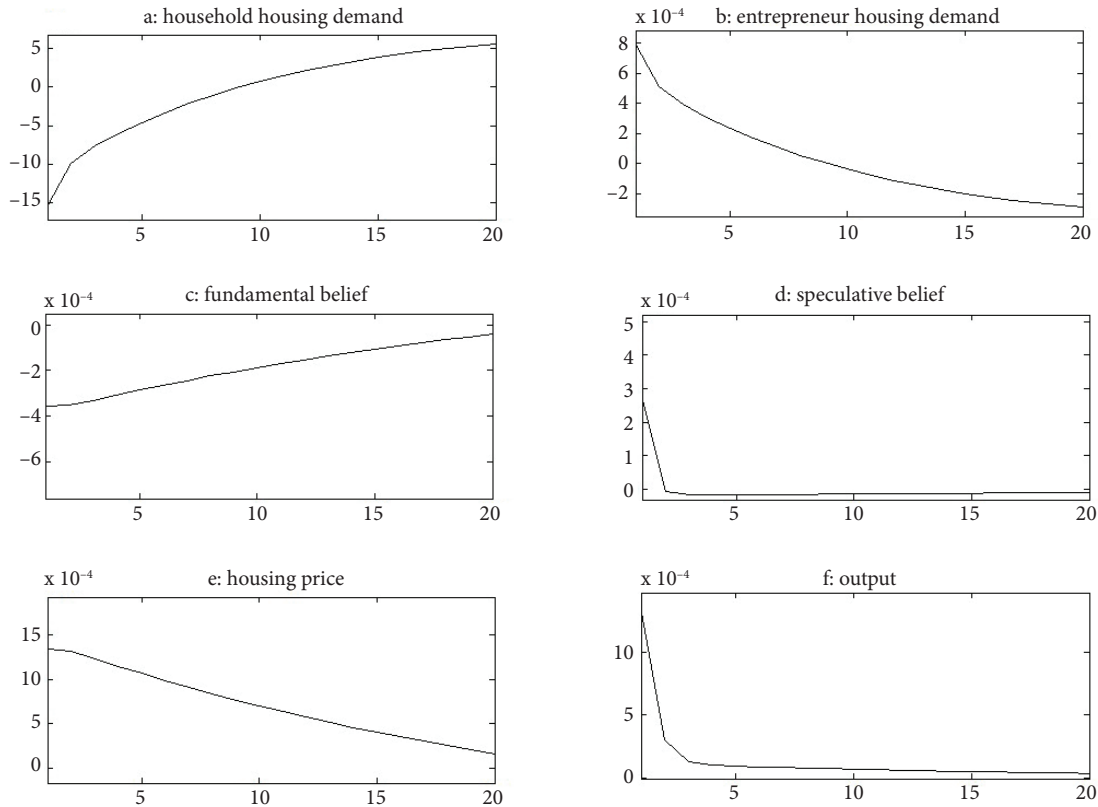 a: household housing demand
5
0
−5
−10
−15
5 10 15 20
x 10⁻⁴ b: entrepreneur housing demand
8
6
4
2
0
−2
5 10 15 20
x 10⁻⁴ c: fundamental belief
0
−2
−4
−6
5 10 15 20
x 10⁻⁴ d: speculative belief
5
4
3
2
1
0
5 10 15 20
x 10⁻⁴ e: housing price
15
10
5
0
5 10 15 20
x 10⁻⁴ f: output
10
5
0
5 10 15 20